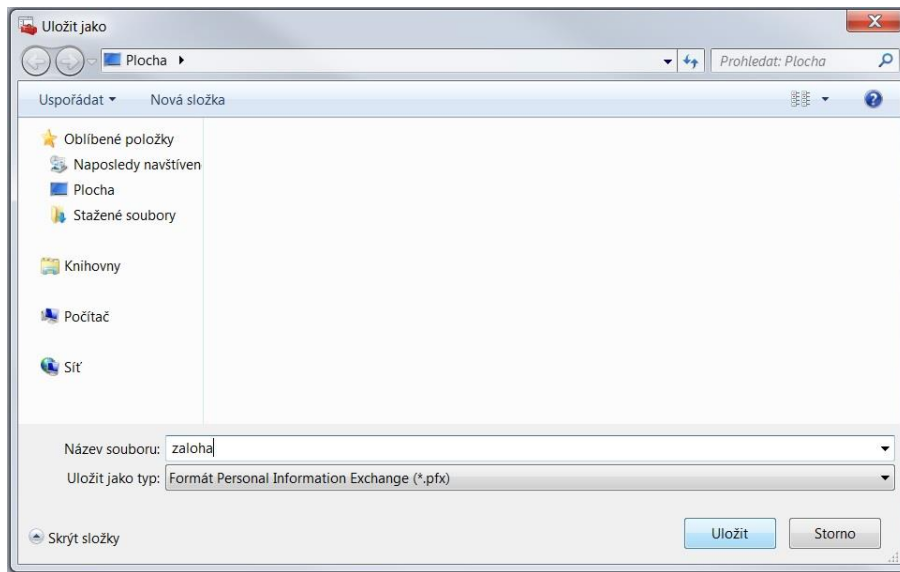 Uložit jako
Plocha
Prohledat: Plocha
Uspořádat
Nová složka
Oblíbené položky
Naposledy navštíven
Plocha
Stažené soubory
Knihovny
Počítač
Síť
Název souboru: zaloha
Uložit jako typ: Formát Personal Information Exchange (*.pfx)
Skrýt složky
Uložit
Storno